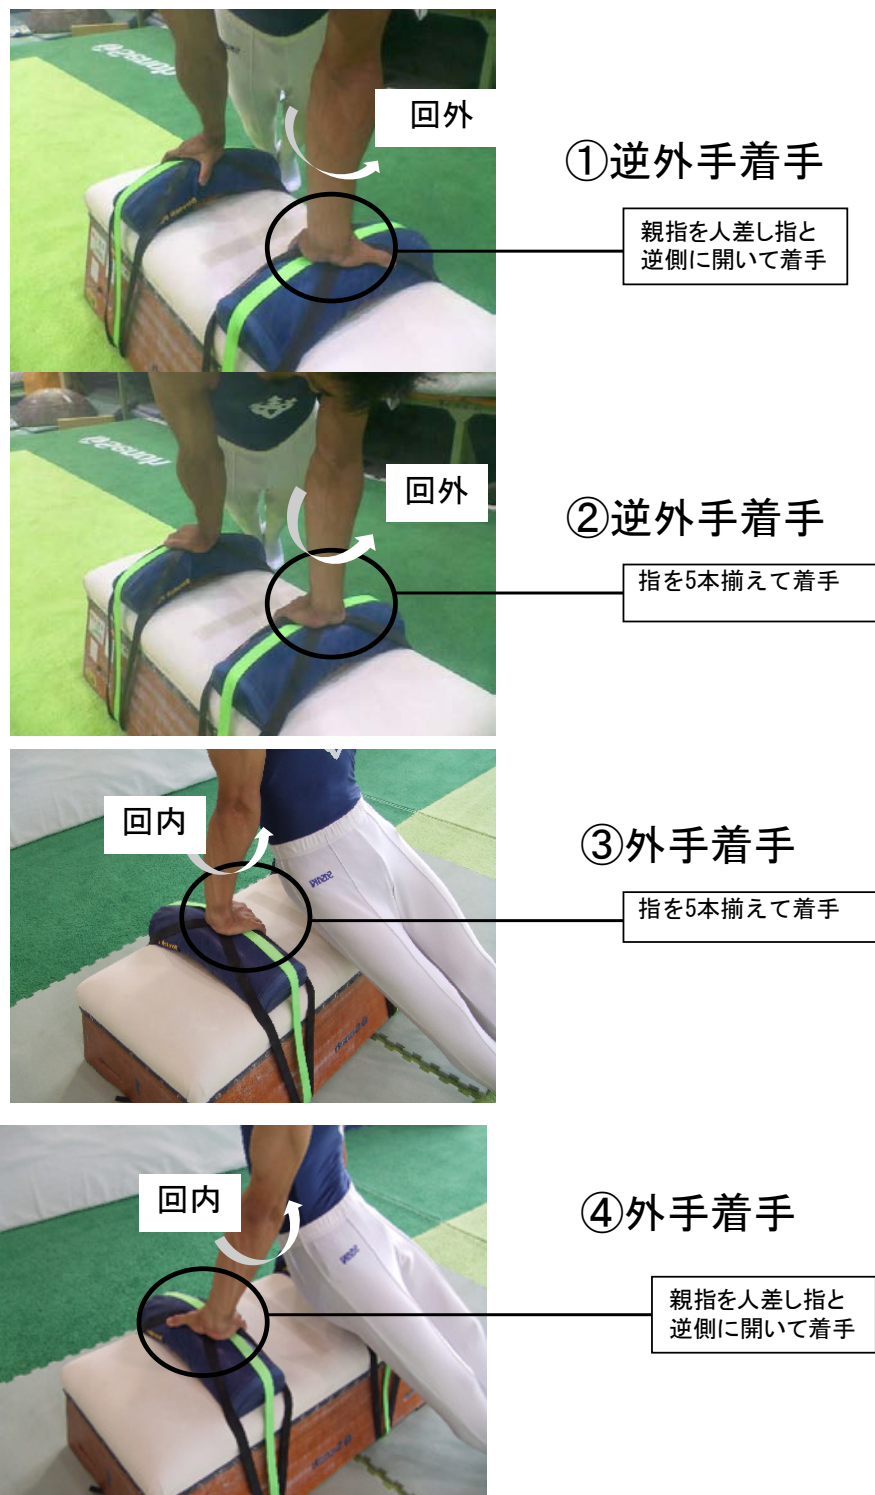 回外
①逆外手着手
親指を人差し指と
逆側に開いて着手
回外
②逆外手着手
指を5本揃えて着手
回内
③外手着手
指を5本揃えて着手
回内
④外手着手
親指を人差し指と
逆側に開いて着手